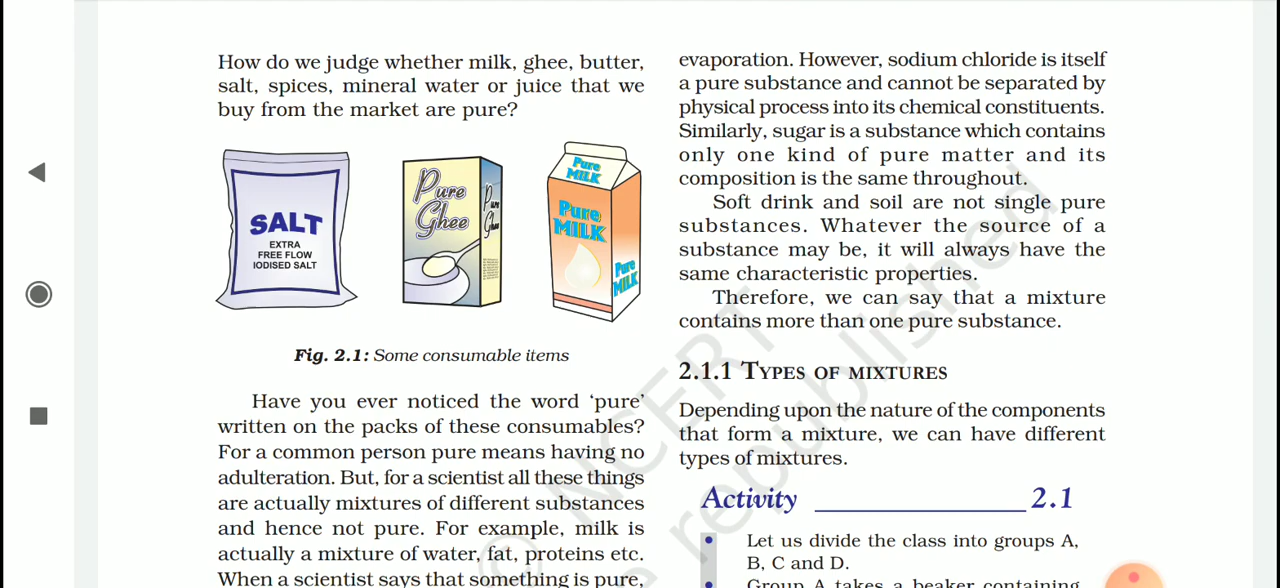 How do we judge whether milk, ghee, butter,
salt, spices, mineral water or juice that we
buy from the market are pure?
SALT
EXTRA
FREE FLOW
IODISED SALT
Pure
Ghee
Pure
Ghee
Pure
MILK
Pure
MILK
Pure
MILK
Fig. 2.1: Some consumable items
Have you ever noticed the word ‘pure’
written on the packs of these consumables?
For a common person pure means having no
adulteration. But, for a scientist all these things
are actually mixtures of different substances
and hence not pure. For example, milk is
actually a mixture of water, fat, proteins etc.
When a scientist says that something is pure,
evaporation. However, sodium chloride is itself
a pure substance and cannot be separated by
physical process into its chemical constituents.
Similarly, sugar is a substance which contains
only one kind of pure matter and its
composition is the same throughout.
Soft drink and soil are not single pure
substances. Whatever the source of a
substance may be, it will always have the
same characteristic properties.
Therefore, we can say that a mixture
contains more than one pure substance.
2.1.1 TYPES OF MIXTURES
Depending upon the nature of the components
that form a mixture, we can have different
types of mixtures.
Activity ______________ 2.1
• Let us divide the class into groups A,
B, C and D.
• Group A takes a beaker containing
© NCERT
e republished